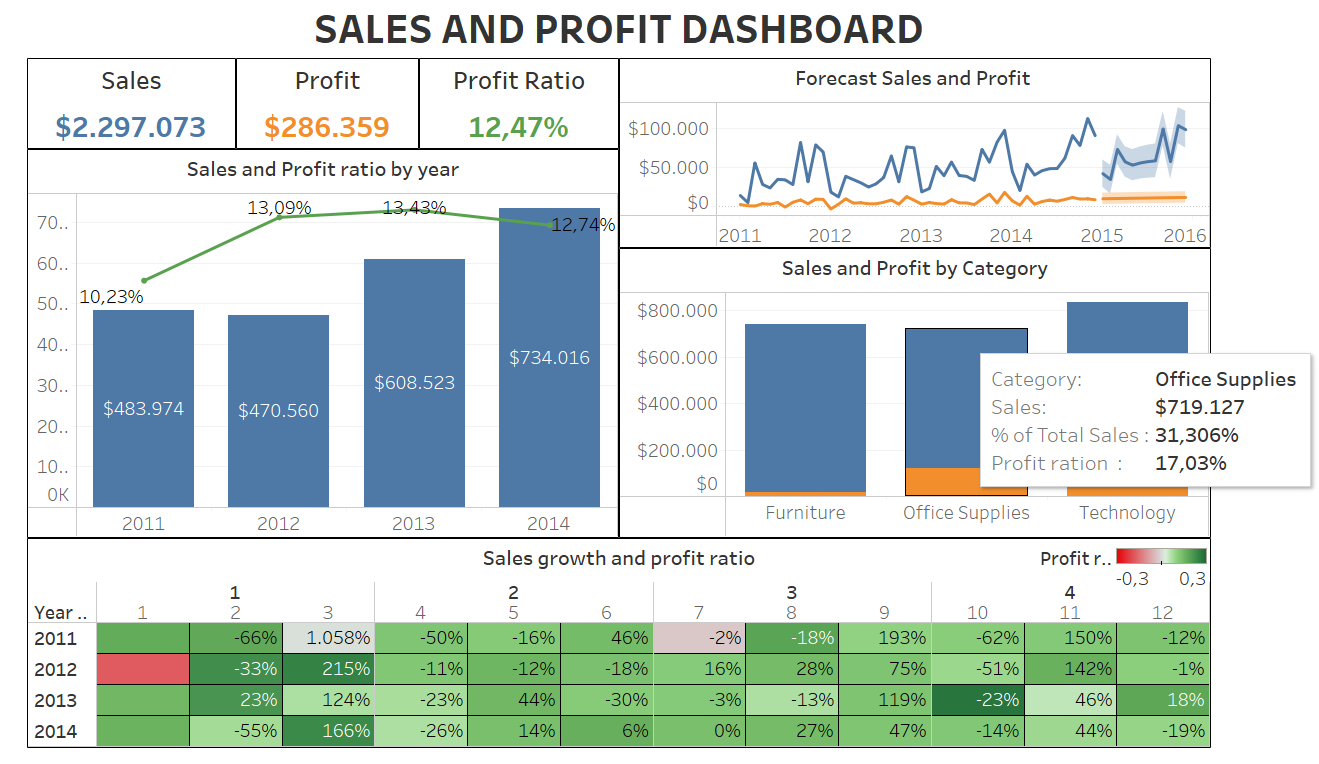 SALES AND PROFIT DASHBOARD
Sales Profit Profit Ratio
$2.297.073 $286.359 12,47%
Sales and Profit ratio by year
70..
60..
50..
40..
30..
20..
10..
0K
10,23% 13,09% 13,43% 12,74%
$483.974 $470.560 $608.523 $734.016
2011 2012 2013 2014
Forecast Sales and Profit
$100.000
$50.000
$0
2011 2012 2013 2014 2015 2016
Sales and Profit by Category
$800.000
$600.000
$400.000
$200.000
$0
Furniture Office Supplies Technology
Category: Office Supplies
Sales: $719.127
% of Total Sales : 31,306%
Profit ration : 17,03%
Sales growth and profit ratio
Profit r..
-0,3 0,3
1 2 3 4
Year .. 1 2 3 4 5 6 7 8 9 10 11 12
2011 -66% 1.058% -50% -16% 46% -2% -18% 193% -62% 150% -12%
2012 -33% 215% -11% -12% -18% 16% 28% 75% -51% 142% -1%
2013 23% 124% -23% 44% -30% -3% -13% 119% -23% 46% 18%
2014 -55% 166% -26% 14% 6% 0% 27% 47% -14% 44% -19%